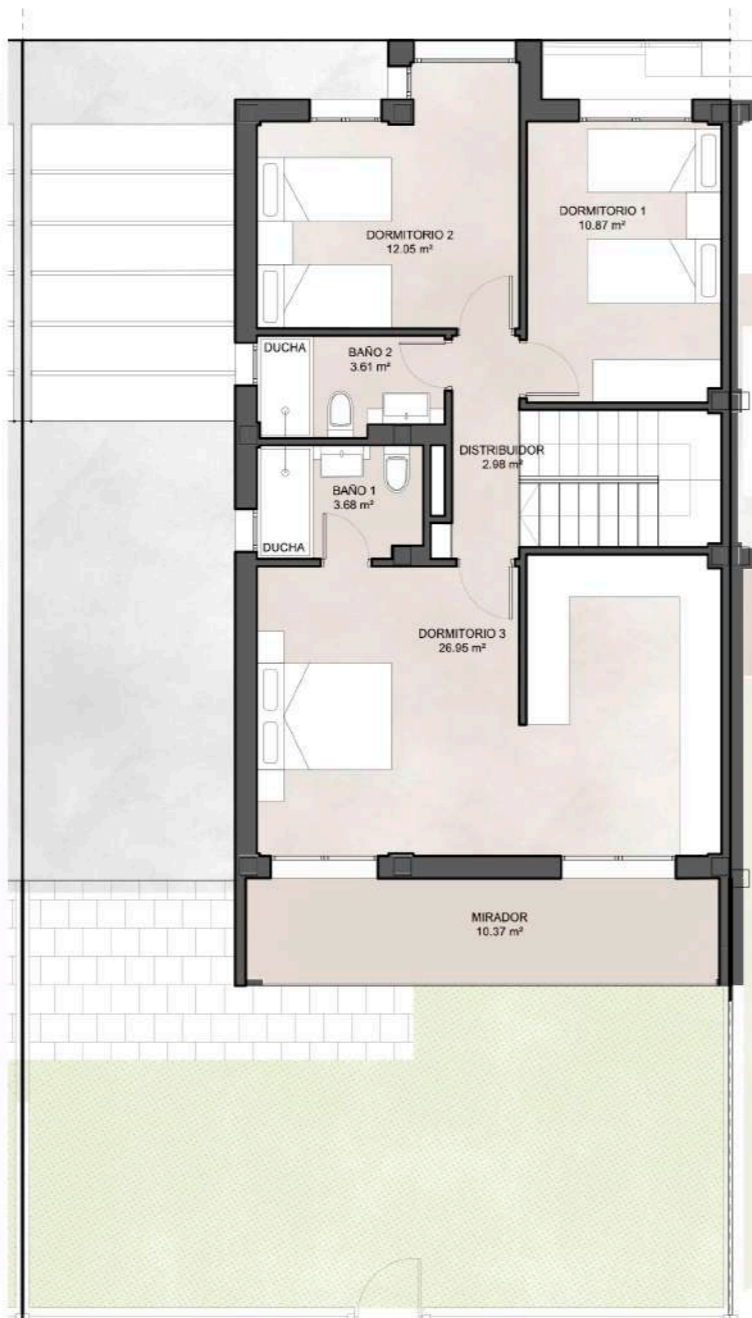 DORMITORIO 1
10.87 m²
DORMITORIO 2
12.05 m²
DUCHA
BAÑO 2
3.61 m²
DISTRIBUIDOR
2.98 m²
BAÑO 1
3.68 m²
DUCHA
DORMITORIO 3
26.95 m²
MIRADOR
10.37 m²